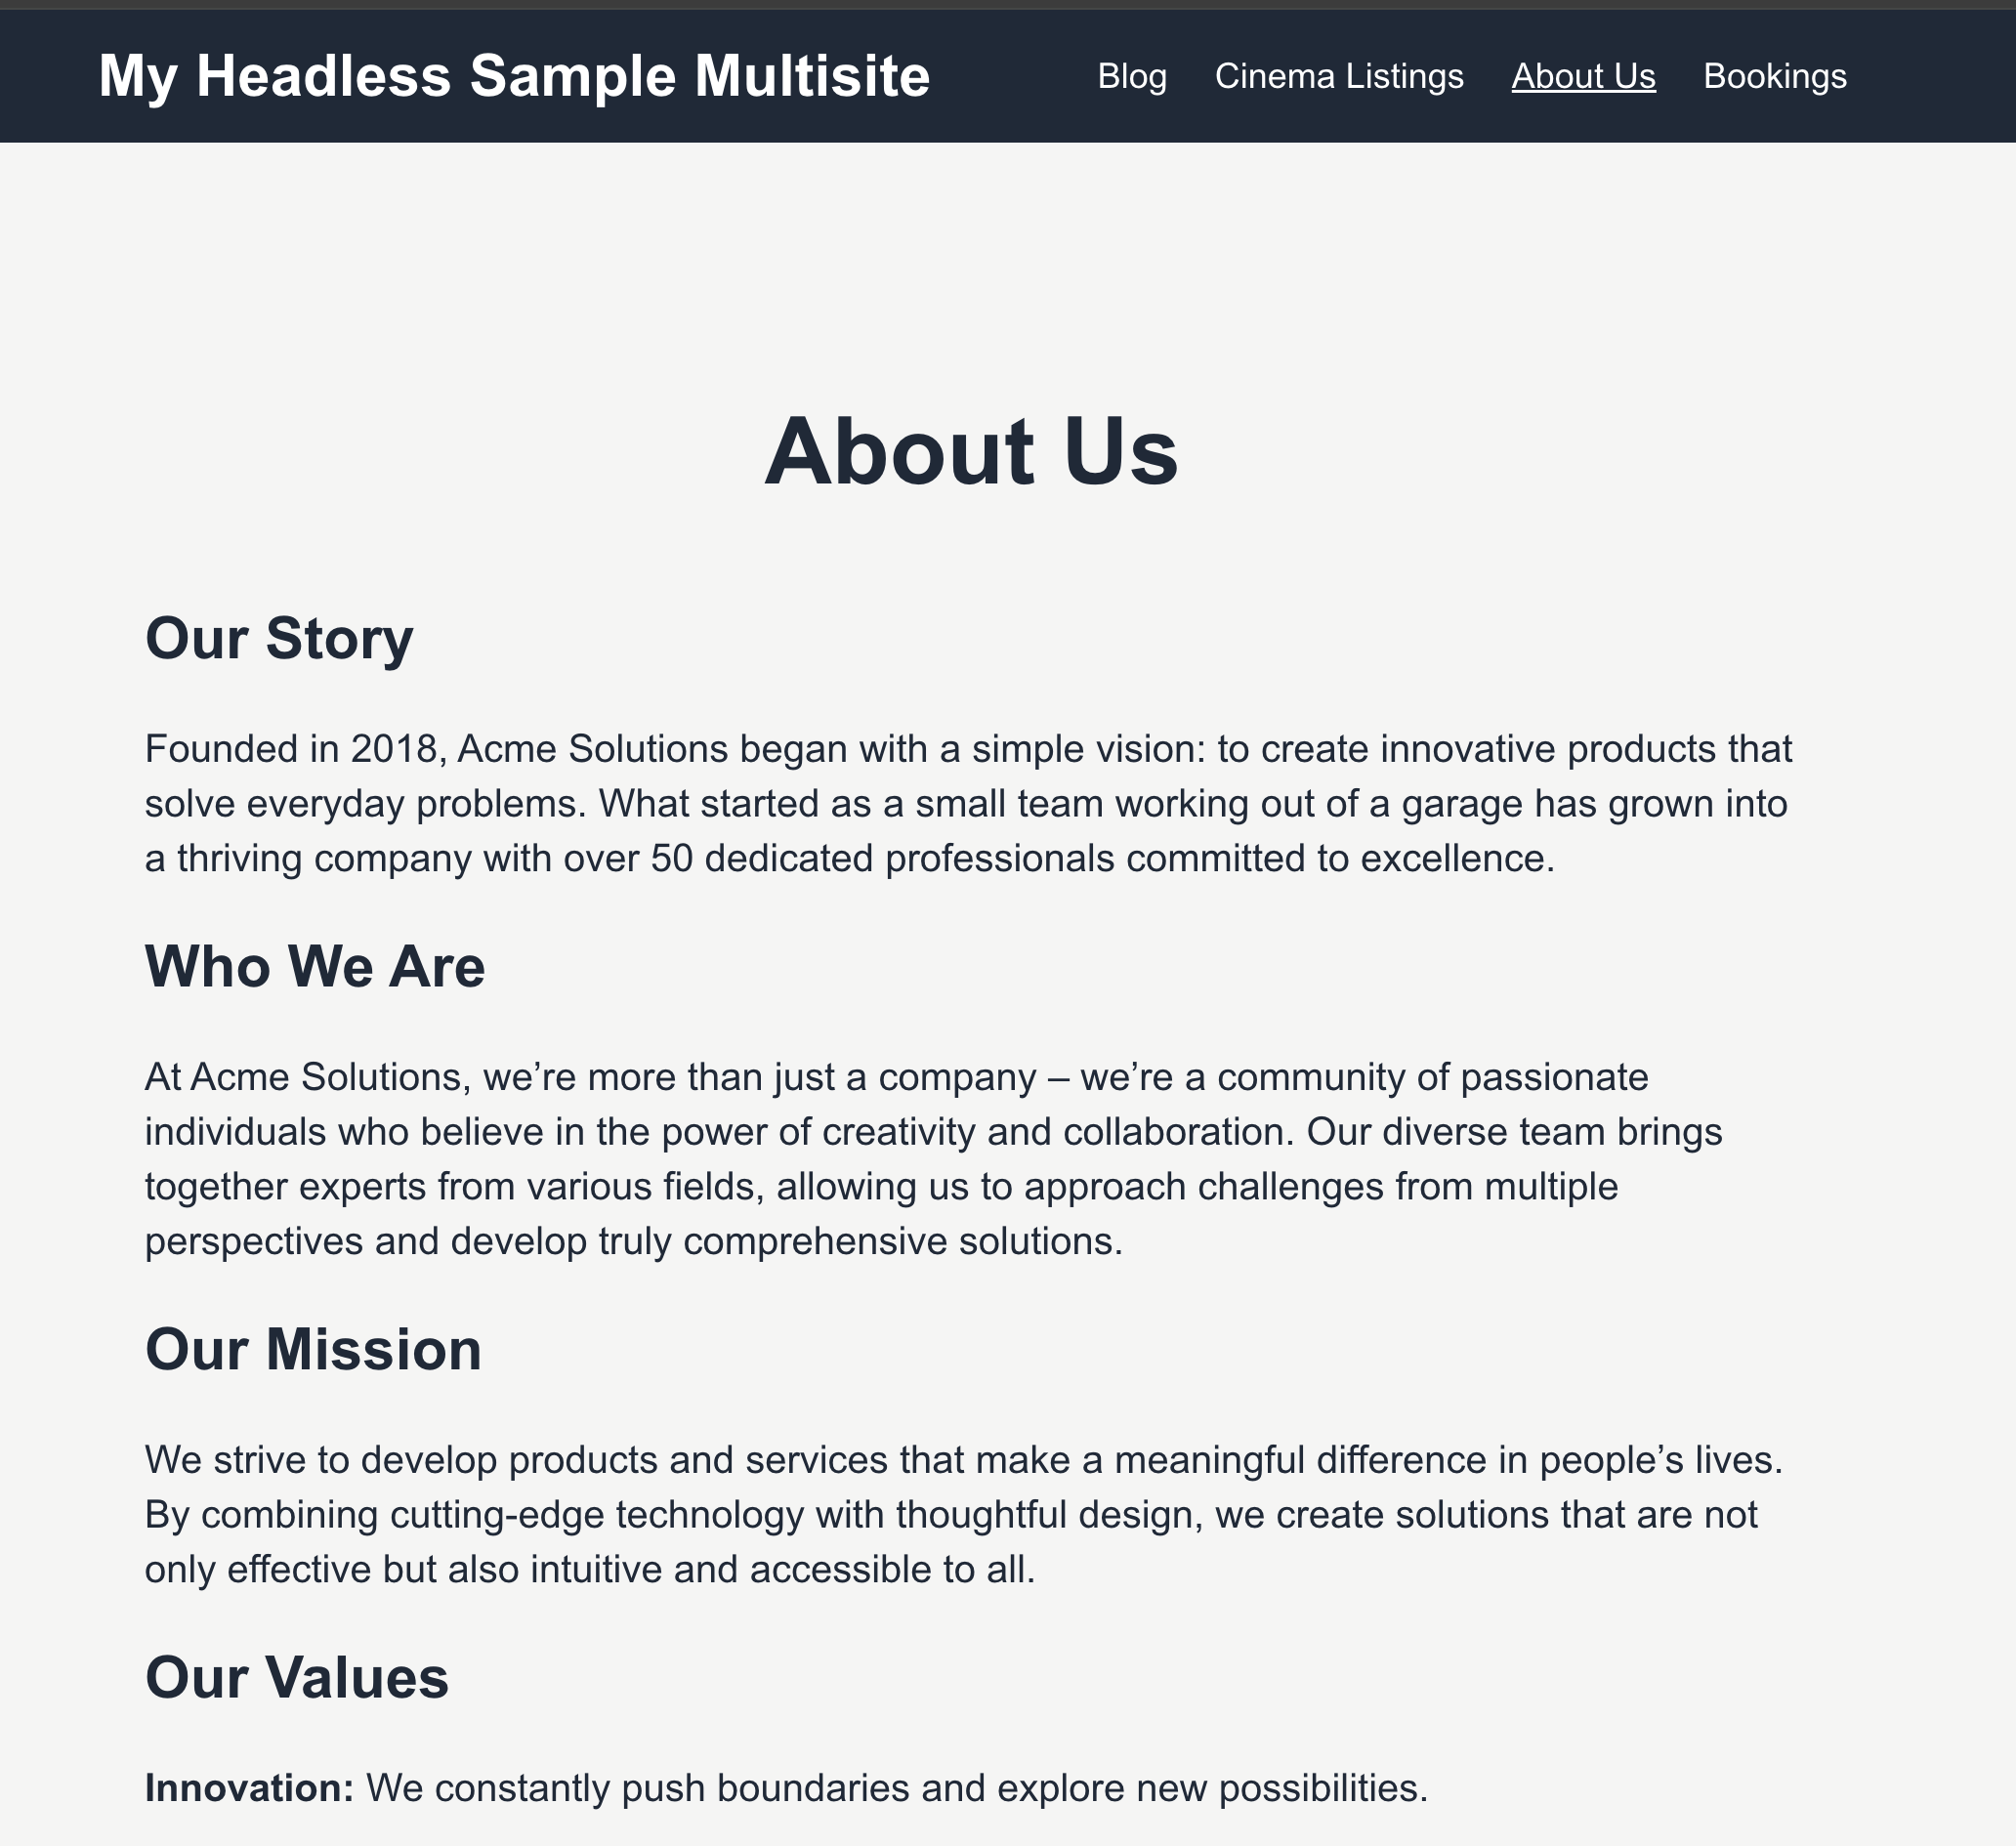 My Headless Sample Multisite
Blog Cinema Listings About Us Bookings
About Us
Our Story
Founded in 2018, Acme Solutions began with a simple vision: to create innovative products that
solve everyday problems. What started as a small team working out of a garage has grown into
a thriving company with over 50 dedicated professionals committed to excellence.
Who We Are
At Acme Solutions, we’re more than just a company – we’re a community of passionate
individuals who believe in the power of creativity and collaboration. Our diverse team brings
together experts from various fields, allowing us to approach challenges from multiple
perspectives and develop truly comprehensive solutions.
Our Mission
We strive to develop products and services that make a meaningful difference in people’s lives.
By combining cutting-edge technology with thoughtful design, we create solutions that are not
only effective but also intuitive and accessible to all.
Our Values
Innovation: We constantly push boundaries and explore new possibilities.